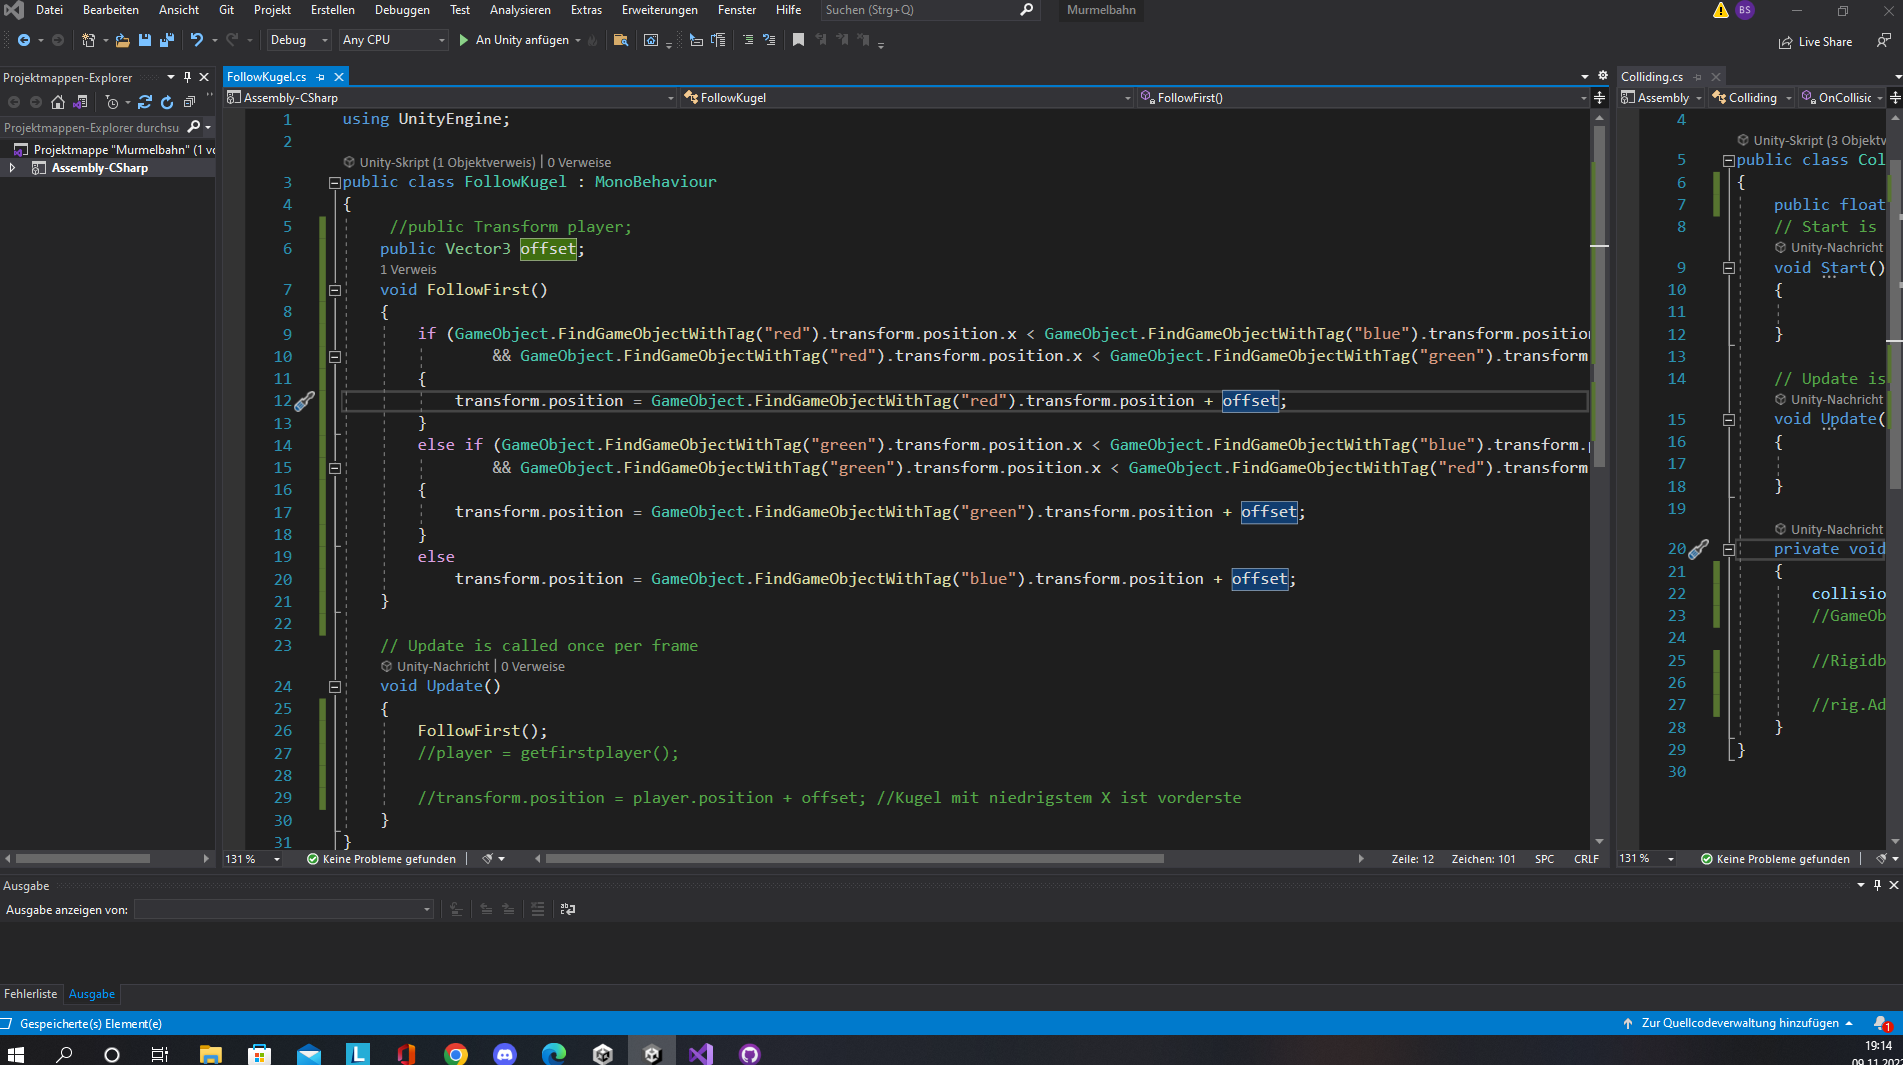 Datei Bearbeiten Ansicht Git Projekt Erstellen Debuggen Test Analysieren Extras Erweiterungen Fenster Hilfe Suchen (Strg+Q) Murmelbahn BS
Debug Any CPU An Unity anfügen Live Share
Projektmappen-Explorer
Projektmappen-Explorer durchsu
Projektmappe "Murmelbahn" (1 vo
Assembly-CSharp
FollowKugel.cs
Assembly-CSharp FollowKugel FollowFirst()
1 using UnityEngine;
2
Unity-Skript (1 Objektverweis) | 0 Verweise
3 public class FollowKugel : MonoBehaviour
4 {
5 //public Transform player;
6 public Vector3 offset;
1 Verweis
7 void FollowFirst()
8 {
9 if (GameObject.FindGameObjectWithTag("red").transform.position.x < GameObject.FindGameObjectWithTag("blue").transform.position
10 && GameObject.FindGameObjectWithTag("red").transform.position.x < GameObject.FindGameObjectWithTag("green").transform
11 {
12 transform.position = GameObject.FindGameObjectWithTag("red").transform.position + offset;
13 }
14 else if (GameObject.FindGameObjectWithTag("green").transform.position.x < GameObject.FindGameObjectWithTag("blue").transform.
15 && GameObject.FindGameObjectWithTag("green").transform.position.x < GameObject.FindGameObjectWithTag("red").transform
16 {
17 transform.position = GameObject.FindGameObjectWithTag("green").transform.position + offset;
18 }
19 else
20 transform.position = GameObject.FindGameObjectWithTag("blue").transform.position + offset;
21 }
22
23 // Update is called once per frame
Unity-Nachricht | 0 Verweise
24 void Update()
25 {
26 FollowFirst();
27 //player = getfirstplayer();
28
29 //transform.position = player.position + offset; //Kugel mit niedrigstem X ist vorderste
30 }
31 }
131 % Keine Probleme gefunden Zeile: 12 Zeichen: 101 SPC CRLF
Colliding.cs
Assembly Colliding OnCollisic
4
Unity-Skript (3 Objektv
5 public class Col
6 {
7 public float
8 // Start is
Unity-Nachricht
9 void Start()
10 {
11
12 }
13
14 // Update is
Unity-Nachricht
15 void Update(
16 {
17
18 }
19
Unity-Nachricht
20 private void
21 {
22 collisio
23 //GameOb
24
25 //Rigidb
26
27 //rig.Ad
28 }
29 }
30
131 % Keine Probleme gefunden
Ausgabe
Ausgabe anzeigen von:
Fehlerliste Ausgabe
Gespeicherte(s) Element(e) Zur Quellcodeverwaltung hinzufügen 1
19:14
09.11.202